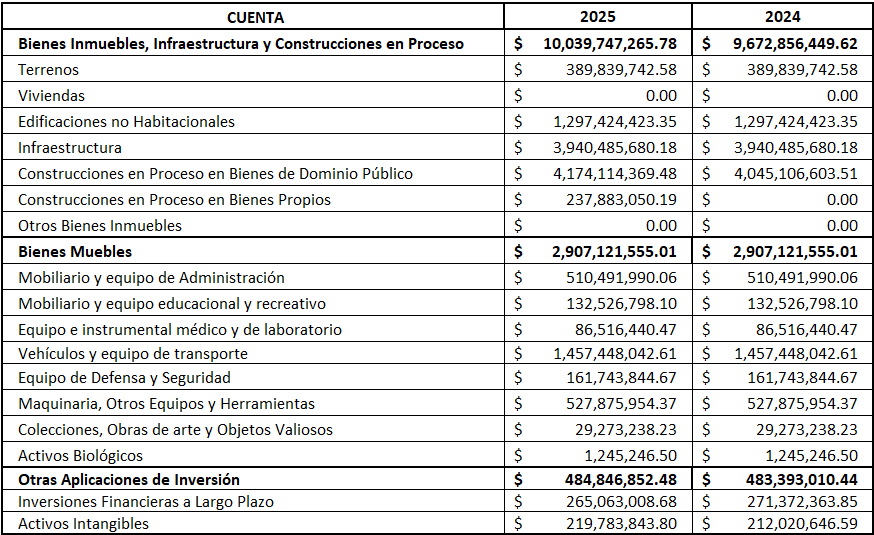 CUENTA 2025 2024
Bienes Inmuebles, Infraestructura y Construcciones en Proceso $ 10,039,747,265.78 $ 9,672,856,449.62
Terrenos $ 389,839,742.58 $ 389,839,742.58
Viviendas $ 0.00 $ 0.00
Edificaciones no Habitacionales $ 1,297,424,423.35 $ 1,297,424,423.35
Infraestructura $ 3,940,485,680.18 $ 3,940,485,680.18
Construcciones en Proceso en Bienes de Dominio Público $ 4,174,114,369.48 $ 4,045,106,603.51
Construcciones en Proceso en Bienes Propios $ 237,883,050.19 $ 0.00
Otros Bienes Inmuebles $ 0.00 $ 0.00
Bienes Muebles $ 2,907,121,555.01 $ 2,907,121,555.01
Mobiliario y equipo de Administración $ 510,491,990.06 $ 510,491,990.06
Mobiliario y equipo educacional y recreativo $ 132,526,798.10 $ 132,526,798.10
Equipo e instrumental médico y de laboratorio $ 86,516,440.47 $ 86,516,440.47
Vehículos y equipo de transporte $ 1,457,448,042.61 $ 1,457,448,042.61
Equipo de Defensa y Seguridad $ 161,743,844.67 $ 161,743,844.67
Maquinaria, Otros Equipos y Herramientas $ 527,875,954.37 $ 527,875,954.37
Colecciones, Obras de arte y Objetos Valiosos $ 29,273,238.23 $ 29,273,238.23
Activos Biológicos $ 1,245,246.50 $ 1,245,246.50
Otras Aplicaciones de Inversión $ 484,846,852.48 $ 483,393,010.44
Inversiones Financieras a Largo Plazo $ 265,063,008.68 $ 271,372,363.85
Activos Intangibles $ 219,783,843.80 $ 212,020,646.59